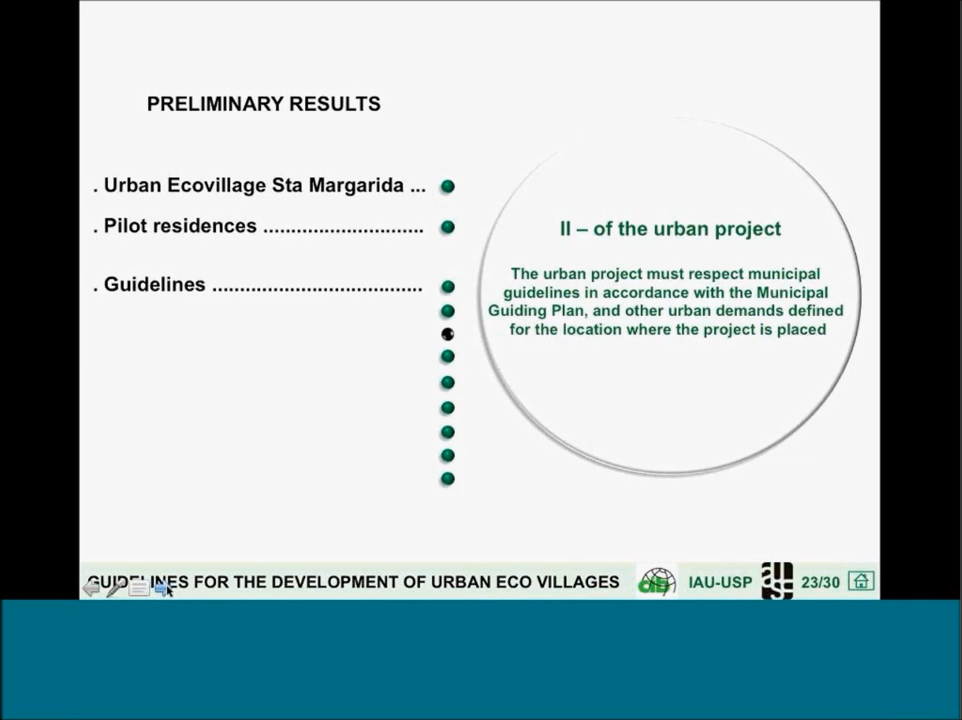 PRELIMINARY RESULTS
. Urban Ecovillage Sta Margarida ...
. Pilot residences .............................
. Guidelines ......................................
II – of the urban project
The urban project must respect municipal
guidelines in accordance with the Municipal
Guiding Plan, and other urban demands defined
for the location where the project is placed
GUIDELINES FOR THE DEVELOPMENT OF URBAN ECO VILLAGES IAU-USP 23/30